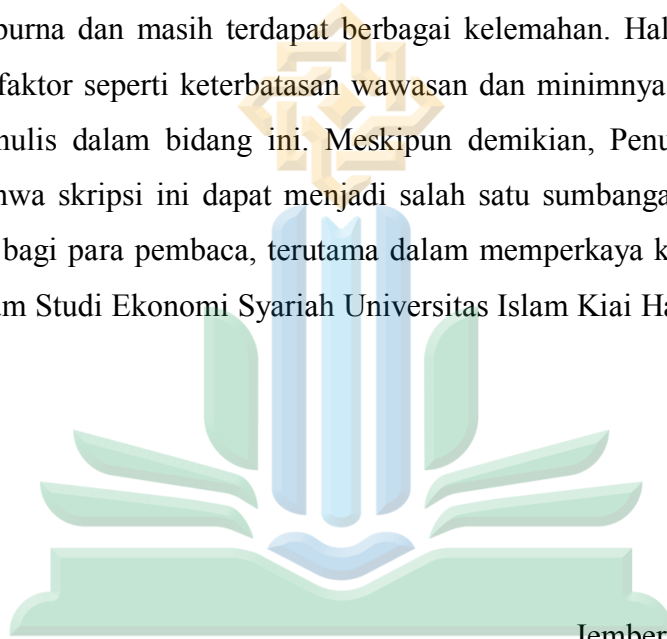 purna dan masih terdapat berbagai kelemahan. Hal
faktor seperti keterbatasan wawasan dan minimnya
nulis dalam bidang ini. Meskipun demikian, Penu
nwa skripsi ini dapat menjadi salah satu sumbanga
bagi para pembaca, terutama dalam memperkaya k
m Studi Ekonomi Syariah Universitas Islam Kiai Ha
Jember